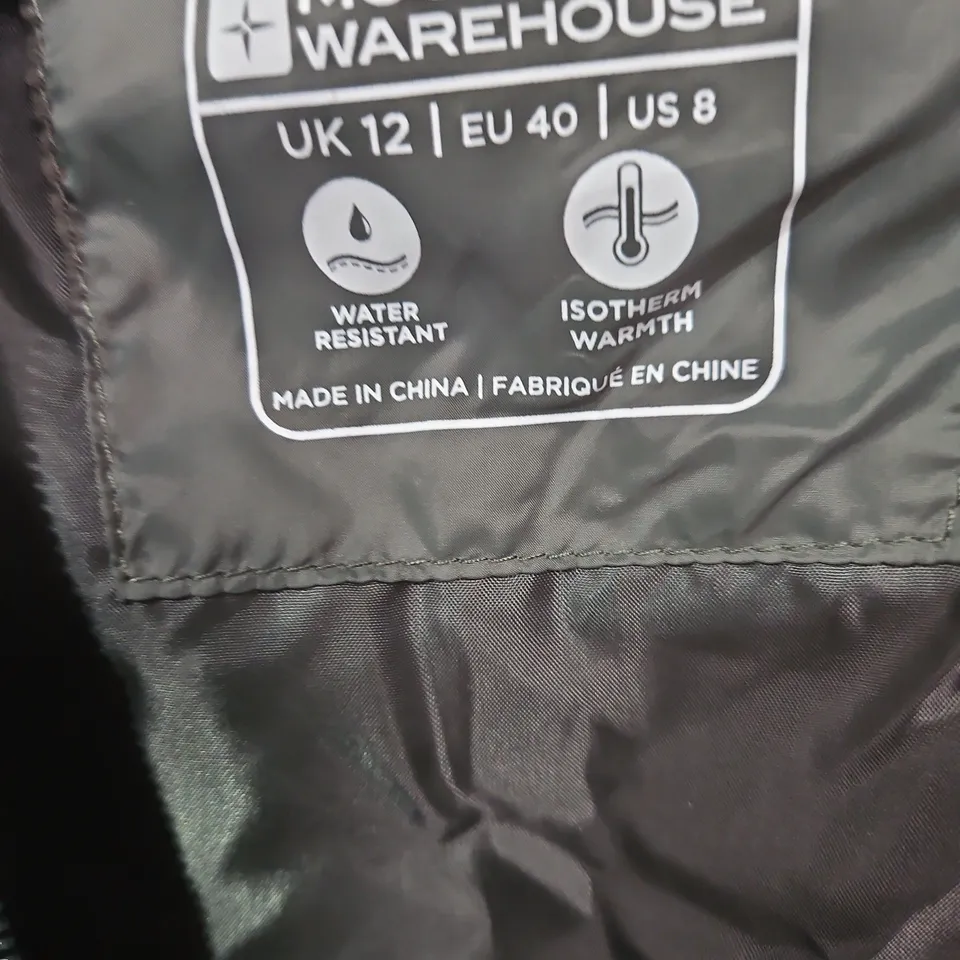 WAREHOUSE
UK 12 | EU 40 | US 8
WATER
RESISTANT
ISOTHERM
WARMTH
MADE IN CHINA | FABRIQUÉ EN CHINE